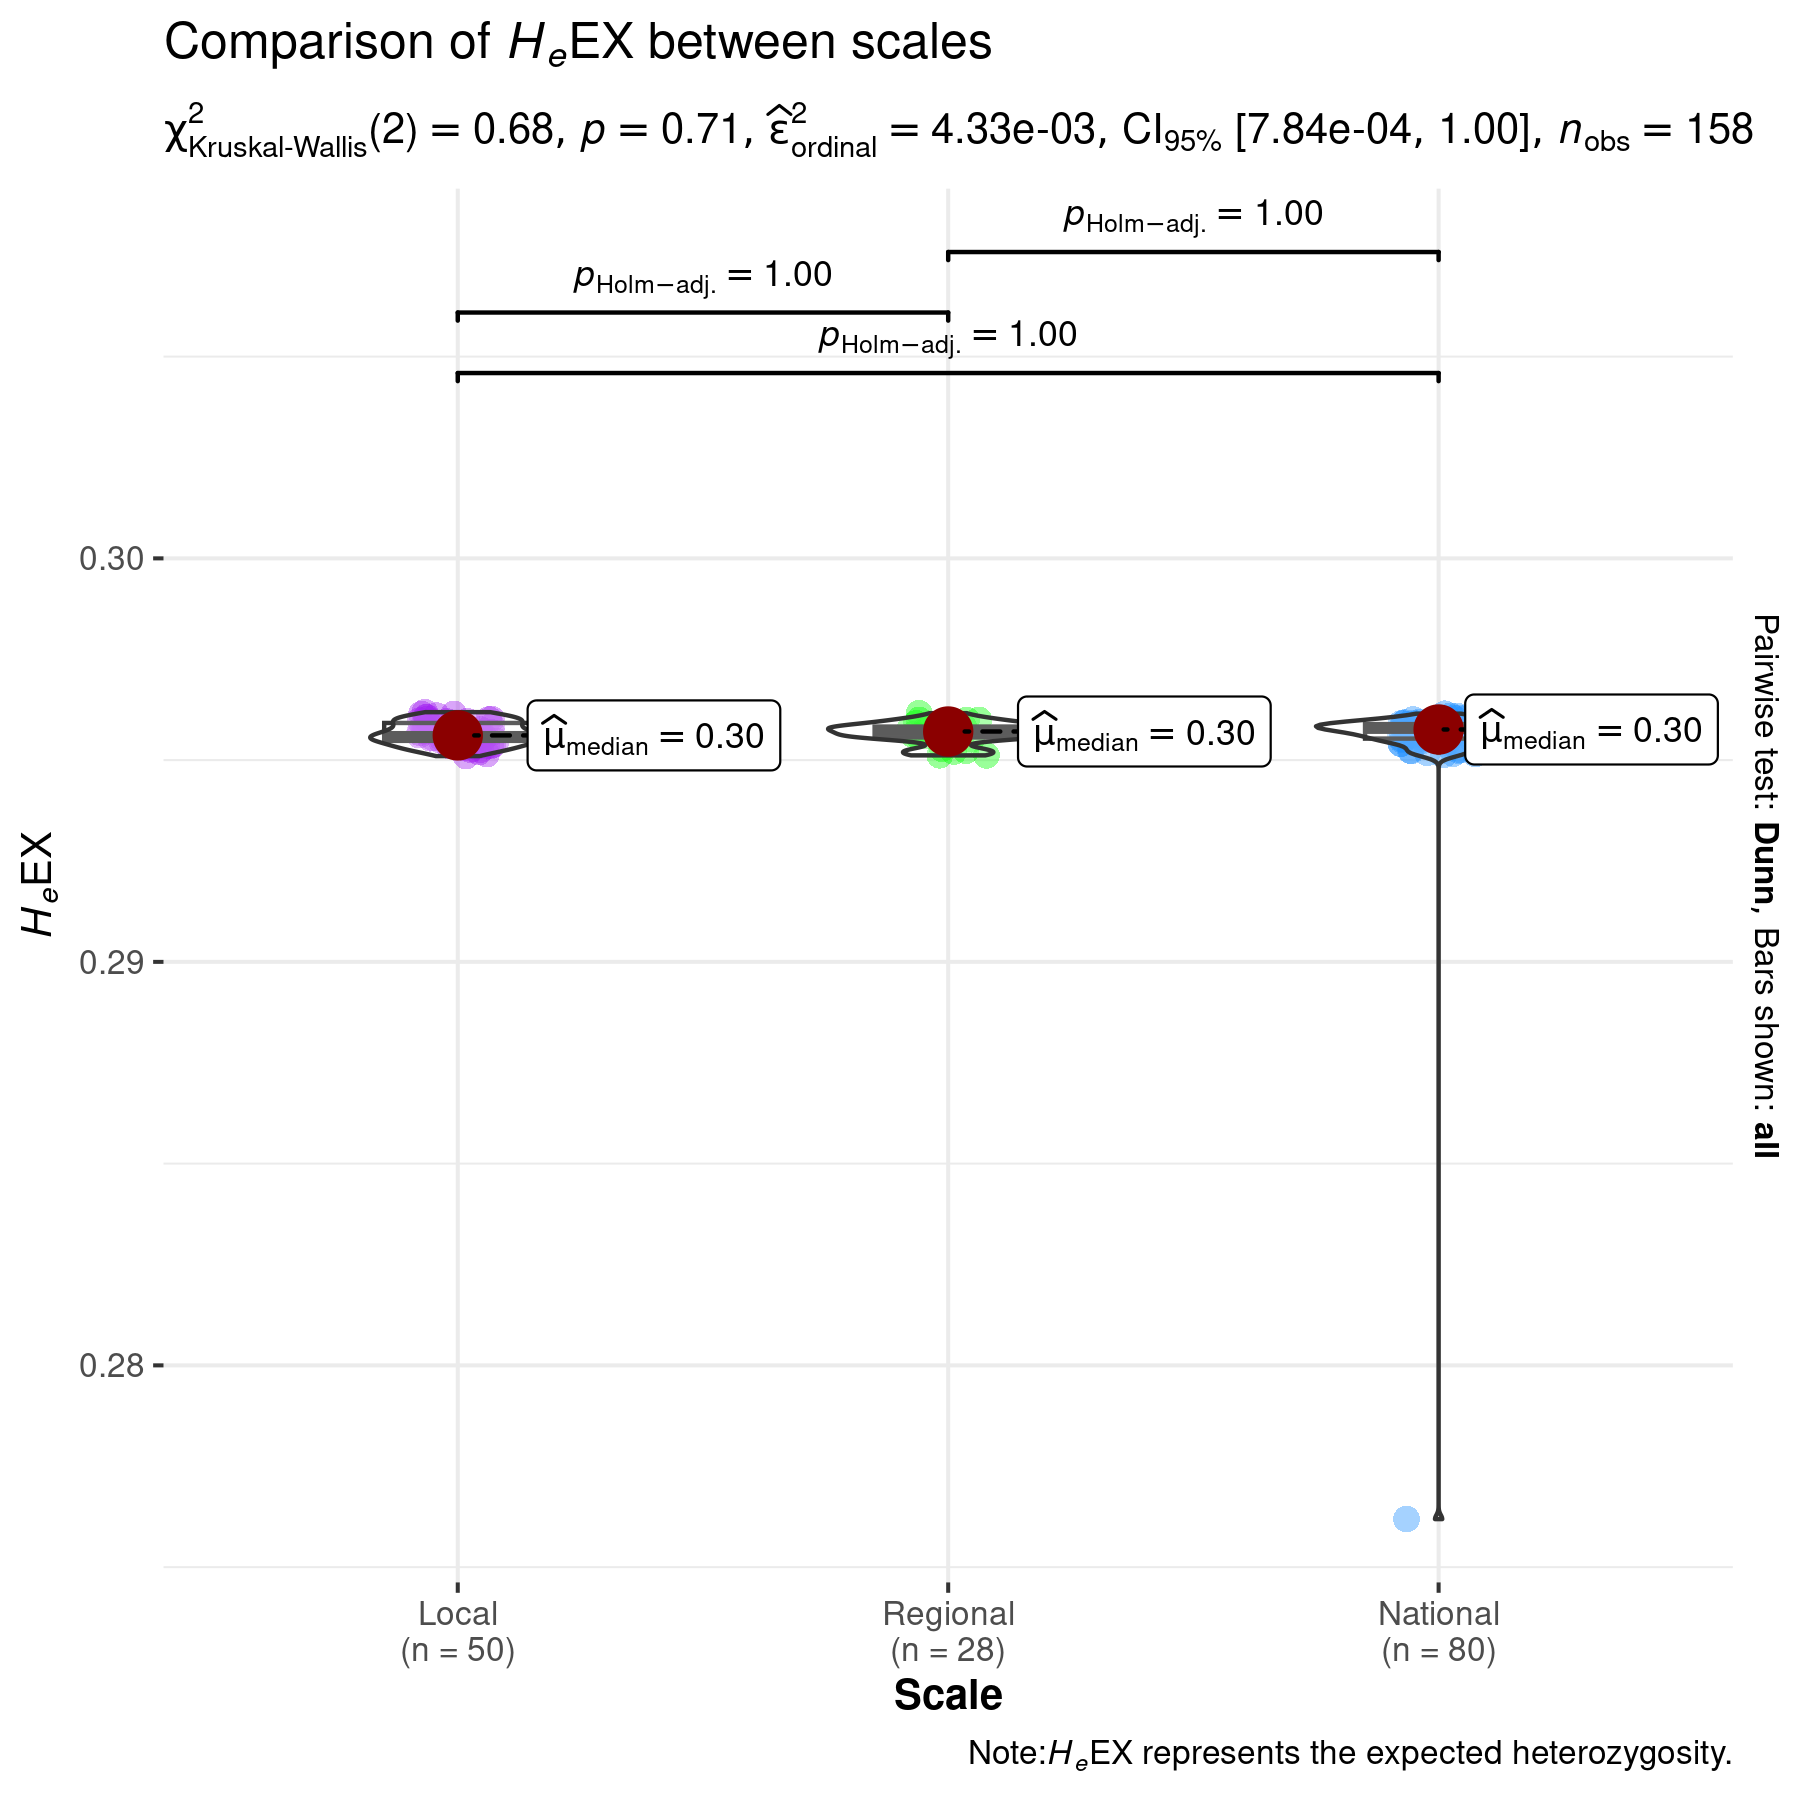 Comparison of HₑEX between scales
χ²Kruskal-Wallis(2) = 0.68, p = 0.71, ε̂²ordinal = 4.33e-03, CI95% [7.84e-04, 1.00], nobs = 158
pHolm−adj. = 1.00
pHolm−adj. = 1.00
pHolm−adj. = 1.00
0.30
0.29
0.28
HₑEX
μ̂median = 0.30
μ̂median = 0.30
μ̂median = 0.30
Pairwise test: Dunn, Bars shown: all
Local
(n = 50)
Regional
(n = 28)
National
(n = 80)
Scale
Note:HₑEX represents the expected heterozygosity.